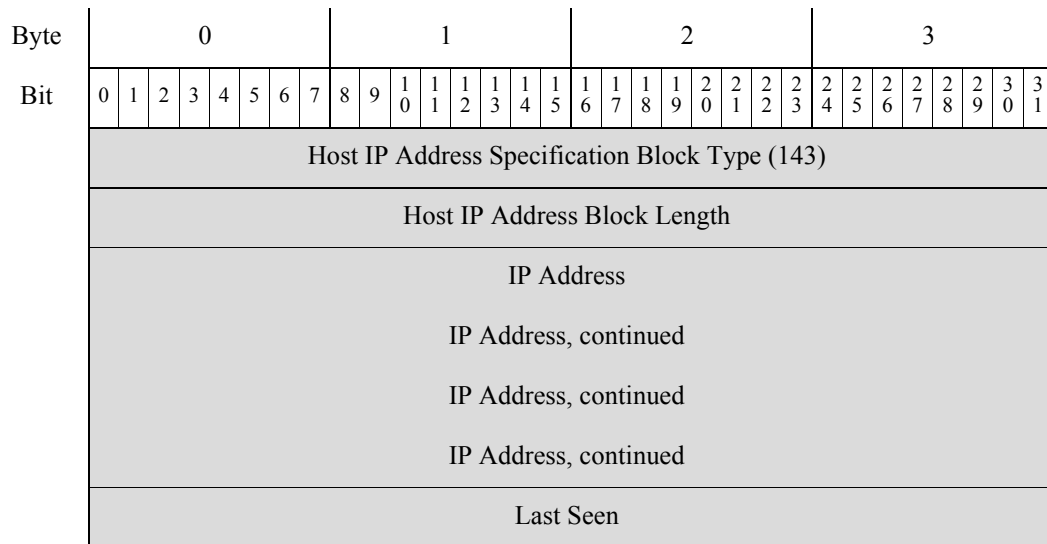 Byte 0 1 2 3
Bit 0 1 2 3 4 5 6 7 8 9 10 11 12 13 14 15 16 17 18 19 20 21 22 23 24 25 26 27 28 29 30 31
Host IP Address Specification Block Type (143)
Host IP Address Block Length
IP Address
IP Address, continued
IP Address, continued
IP Address, continued
Last Seen